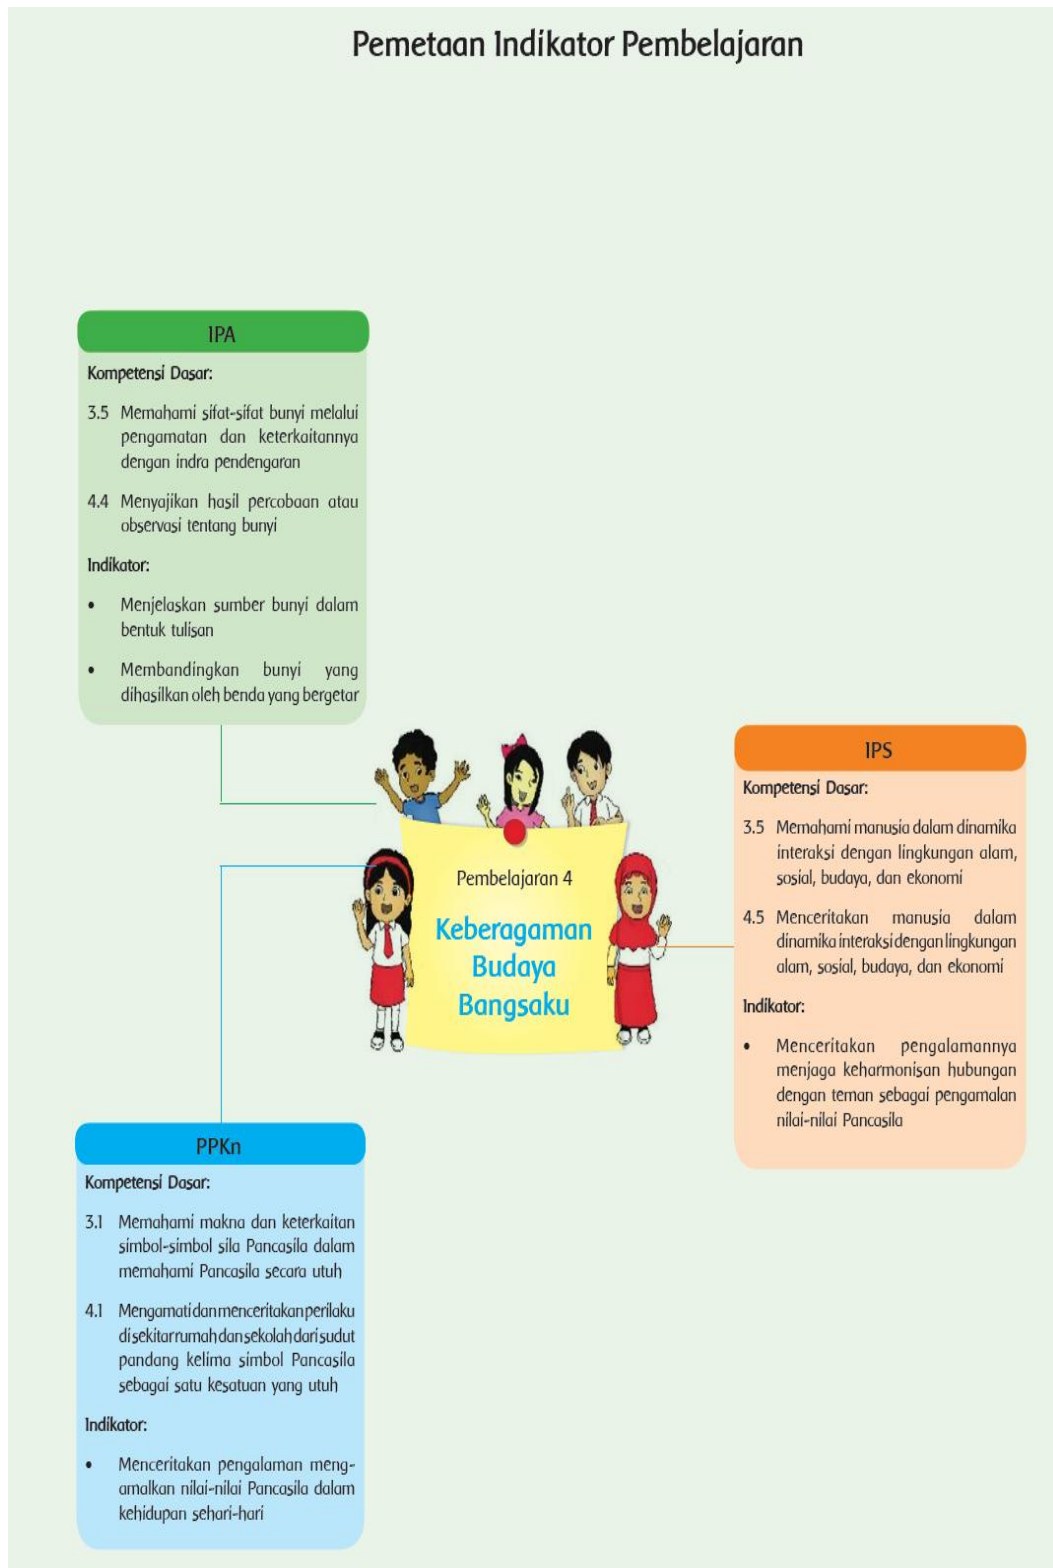 Pemetaan Indikator Pembelajaran
IPA
Kompetensi Dasar:
3.5 Memahami sifat-sifat bunyi melalui
pengamatan dan keterkaitannya
dengan indra pendengaran
4.4 Menyajikan hasil percobaan atau
observasi tentang bunyi
Indikator:
• Menjelaskan sumber bunyi dalam
bentuk tulisan
• Membandingkan bunyi yang
dihasilkan oleh benda yang bergetar
Pembelajaran 4
Keberagaman
Budaya
Bangsaku
IPS
Kompetensi Dasar:
3.5 Memahami manusia dalam dinamika
interaksi dengan lingkungan alam,
sosial, budaya, dan ekonomi
4.5 Menceritakan manusia dalam
dinamika interaksi dengan lingkungan
alam, sosial, budaya, dan ekonomi
Indikator:
• Menceritakan pengalamannya
menjaga keharmonisan hubungan
dengan teman sebagai pengamalan
nilai-nilai Pancasila
PPKn
Kompetensi Dasar:
3.1 Memahami makna dan keterkaitan
simbol-simbol sila Pancasila dalam
memahami Pancasila secara utuh
4.1 Mengamati dan menceritakan perilaku
di sekitar rumah dan sekolah dari sudut
pandang kelima simbol Pancasila
sebagai satu kesatuan yang utuh
Indikator:
• Menceritakan pengalaman meng-
amalkan nilai-nilai Pancasila dalam
kehidupan sehari-hari